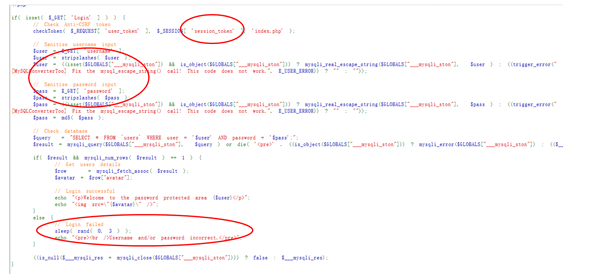 if( isset( $_GET[ 'Login' ] ) ) {
// Check Anti-CSRF token
checkToken( $_REQUEST[ 'user_token' ], $_SESSION[ 'session_token' ], 'index.php' );
// Sanitise username input
$user = $_GET[ 'username' ];
$user = stripslashes( $user );
$user = ((isset($GLOBALS["___mysqli_ston"]) && is_object($GLOBALS["___mysqli_ston"])) ? mysqli_real_escape_string($GLOBALS["___mysqli_ston"], $user ) : ((trigger_error("
[MySQLConverterToo] Fix the mysql_escape_string() call! This code does not work.", E_USER_ERROR)) ? "" : ""));
// Sanitise password input
$pass = $_GET[ 'password' ];
$pass = stripslashes( $pass );
$pass = ((isset($GLOBALS["___mysqli_ston"]) && is_object($GLOBALS["___mysqli_ston"])) ? mysqli_real_escape_string($GLOBALS["___mysqli_ston"], $pass ) : ((trigger_error("
[MySQLConverterToo] Fix the mysql_escape_string() call! This code does not work.", E_USER_ERROR)) ? "" : ""));
$pass = md5( $pass );
// Check database
$query = "SELECT * FROM `users` WHERE user = '$user' AND password = '$pass';";
$result = mysqli_query($GLOBALS["___mysqli_ston"], $query ) or die( '<pre>' . ((is_object($GLOBALS["___mysqli_ston"])) ? mysqli_error($GLOBALS["___mysqli_ston"]) : (($__
if( $result && mysqli_num_rows( $result ) == 1 ) {
// Get users details
$row = mysqli_fetch_assoc( $result );
$avatar = $row["avatar"];
// Login successful
echo "<p>Welcome to the password protected area {$user}</p>";
echo "<img src=\"{$avatar}\" />";
}
else {
// Login failed
sleep( rand( 0, 3 ) );
echo "<pre><br />Username and/or password incorrect.</pre>";
}
((is_null($___mysqli_res = mysqli_close($GLOBALS["___mysqli_ston"]))) ? false : $___mysqli_res);
}